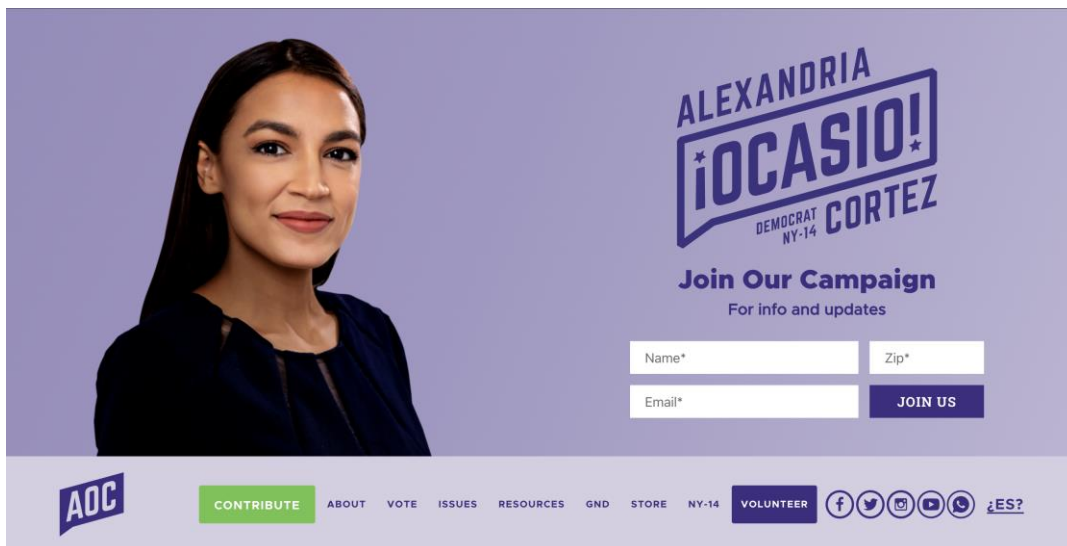 ALEXANDRIA
¡OCASIO!
DEMOCRAT
NY-14
CORTEZ
Join Our Campaign
For info and updates
Name*
Zip*
Email*
JOIN US
AOC
CONTRIBUTE ABOUT VOTE ISSUES RESOURCES GND STORE NY-14 VOLUNTEER ¿ES?